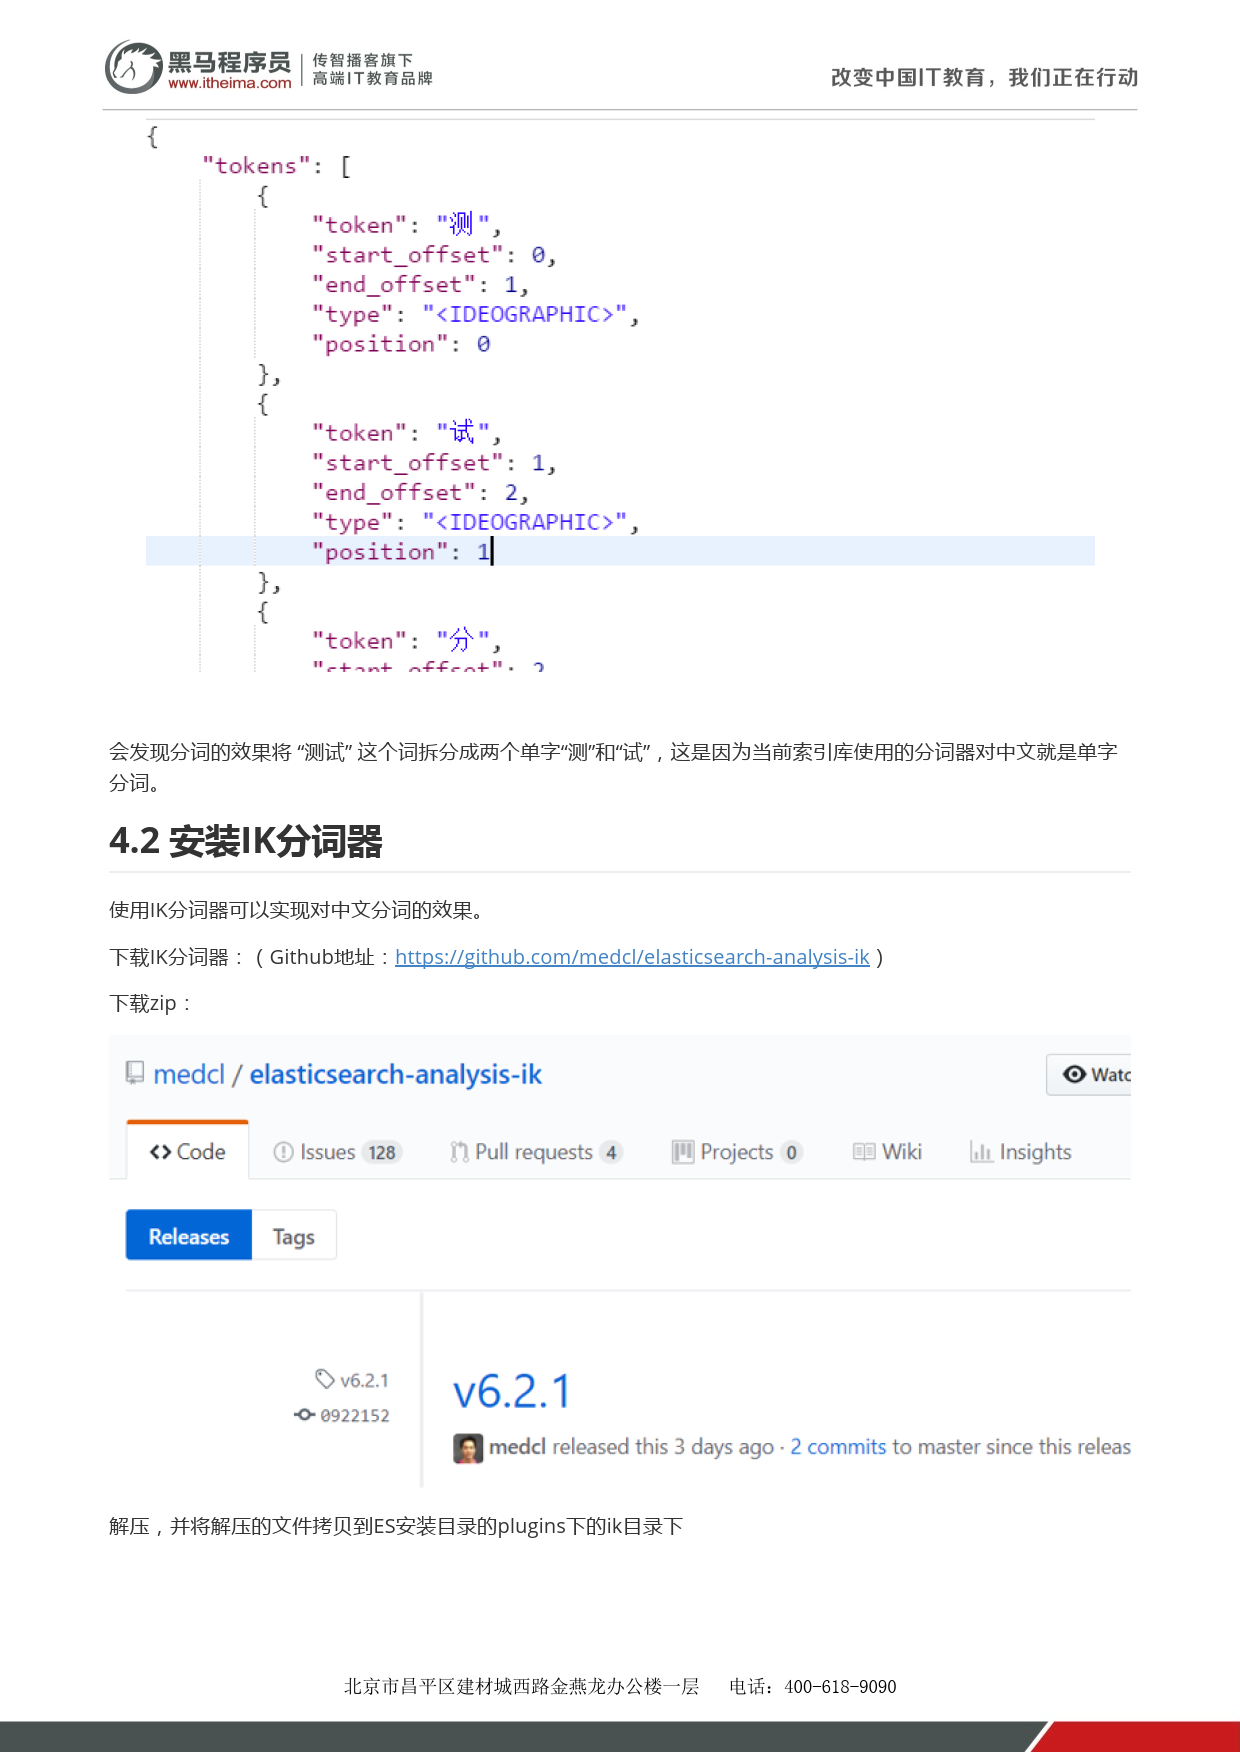 黑马程序员
www.itheima.com
传智播客旗下
高端IT教育品牌
改变中国IT教育，我们正在行动
{
"tokens": [
{
"token": "测",
"start_offset": 0,
"end_offset": 1,
"type": "<IDEOGRAPHIC>",
"position": 0
},
{
"token": "试",
"start_offset": 1,
"end_offset": 2,
"type": "<IDEOGRAPHIC>",
"position": 1
},
{
"token": "分",
"start_offset": 2
会发现分词的效果将 “测试” 这个词拆分成两个单字“测”和“试”，这是因为当前索引库使用的分词器对中文就是单字
分词。
4.2 安装IK分词器
使用IK分词器可以实现对中文分词的效果。
下载IK分词器：（Github地址：https://github.com/medcl/elasticsearch-analysis-ik）
下载zip：
medcl / elasticsearch-analysis-ik
Watc
Code Issues 128 Pull requests 4 Projects 0 Wiki Insights
Releases Tags
v6.2.1
0922152
v6.2.1
medcl released this 3 days ago · 2 commits to master since this releas
解压，并将解压的文件拷贝到ES安装目录的plugins下的ik目录下
北京市昌平区建材城西路金燕龙办公楼一层 电话：400-618-9090